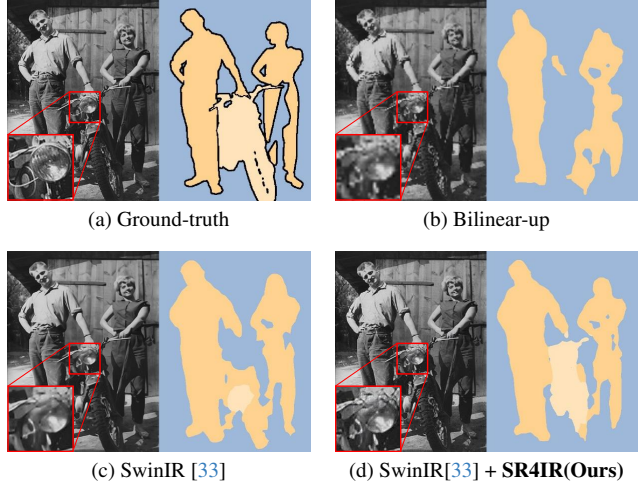 (a) Ground-truth
(b) Bilinear-up
(c) SwinIR [33]
(d) SwinIR[33] + SR4IR(Ours)